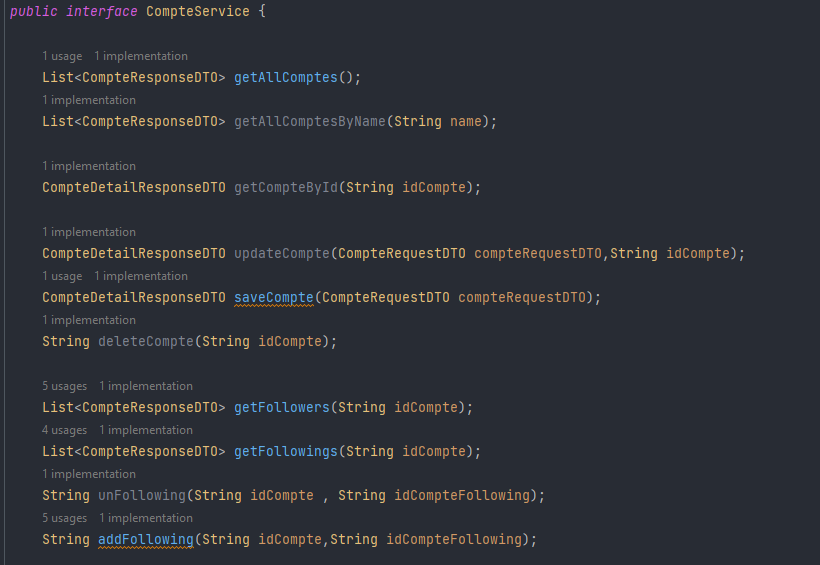 public interface CompteService {
1 usage 1 implementation
List<CompteResponseDTO> getAllComptes();
1 implementation
List<CompteResponseDTO> getAllComptesByName(String name);
1 implementation
CompteDetailResponseDTO getCompteById(String idCompte);
1 implementation
CompteDetailResponseDTO updateCompte(CompteRequestDTO compteRequestDTO,String idCompte);
1 usage 1 implementation
CompteDetailResponseDTO saveCompte(CompteRequestDTO compteRequestDTO);
1 implementation
String deleteCompte(String idCompte);
5 usages 1 implementation
List<CompteResponseDTO> getFollowers(String idCompte);
4 usages 1 implementation
List<CompteResponseDTO> getFollowings(String idCompte);
1 implementation
String unFollowing(String idCompte , String idCompteFollowing);
5 usages 1 implementation
String addFollowing(String idCompte,String idCompteFollowing);